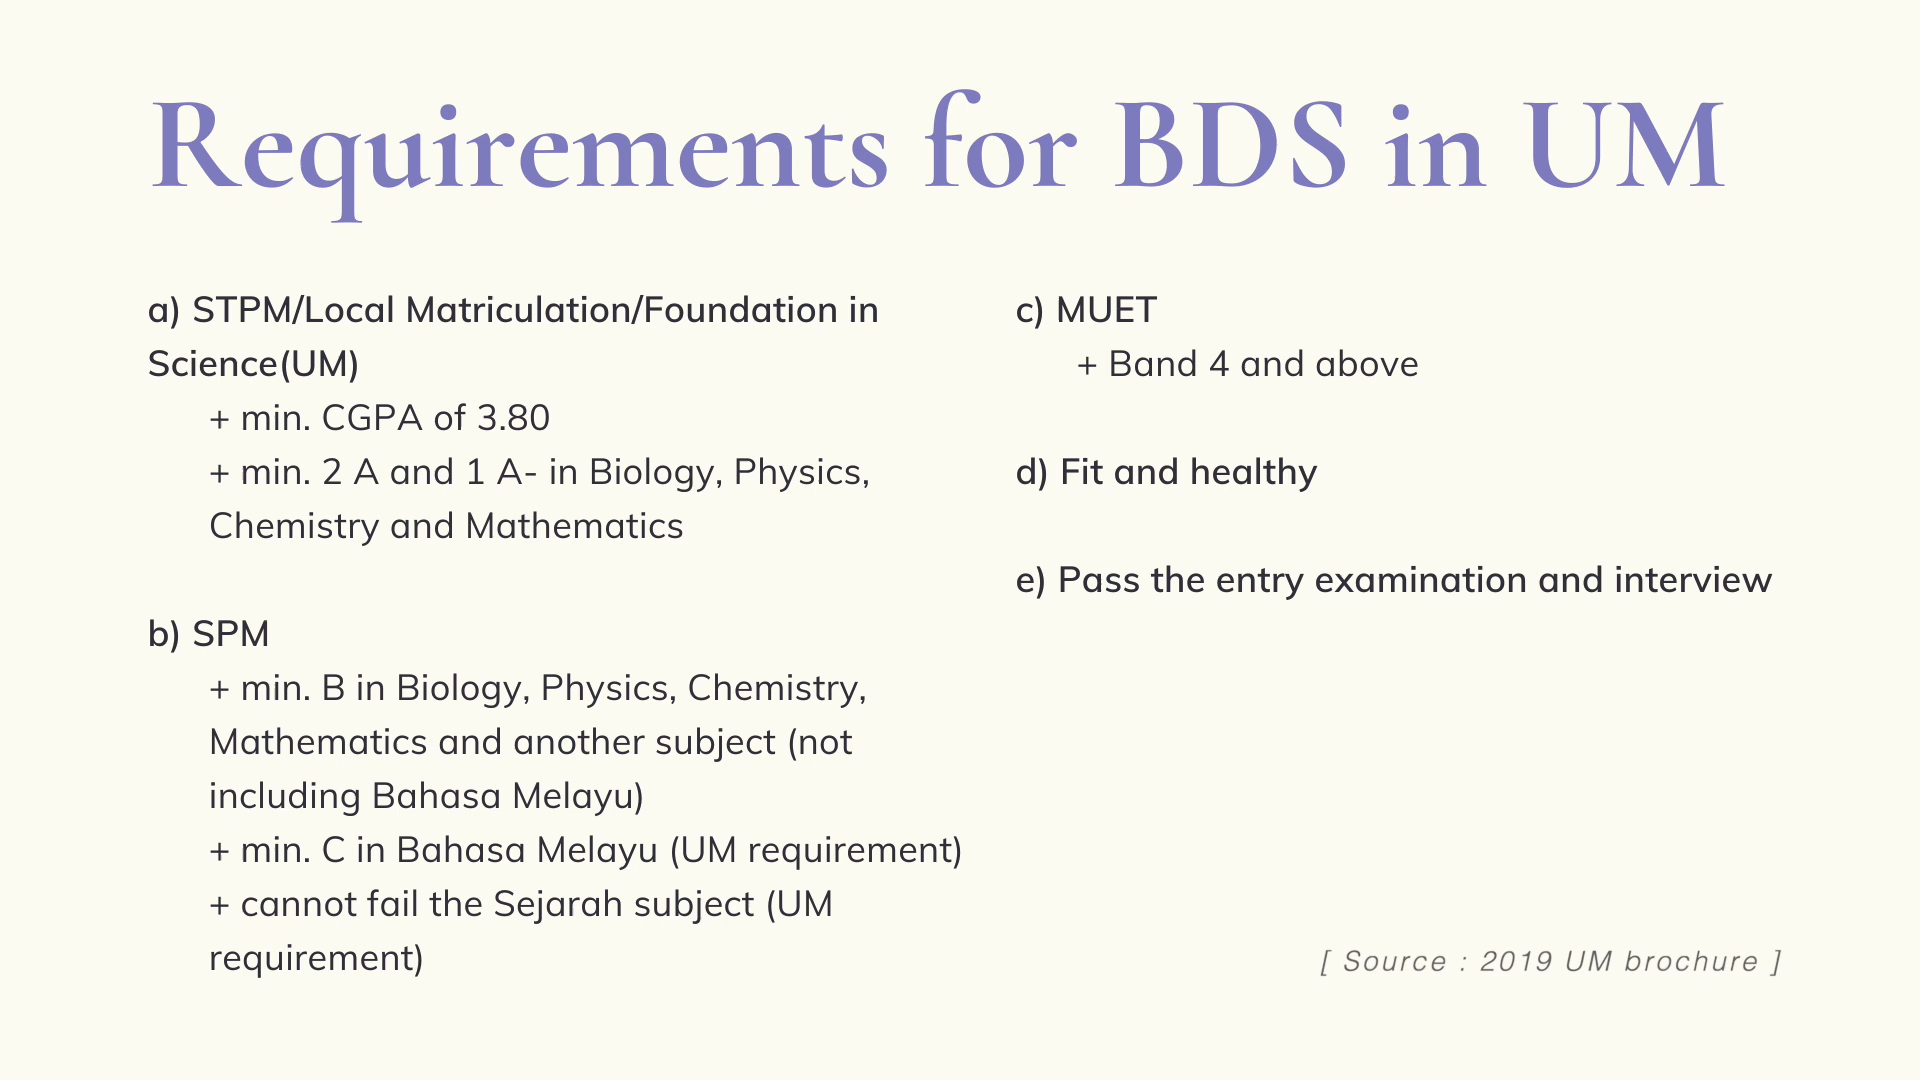 Requirements for BDS in UM
a) STPM/Local Matriculation/Foundation in
Science(UM)
+ min. CGPA of 3.80
+ min. 2 A and 1 A- in Biology, Physics,
Chemistry and Mathematics
b) SPM
+ min. B in Biology, Physics, Chemistry,
Mathematics and another subject (not
including Bahasa Melayu)
+ min. C in Bahasa Melayu (UM requirement)
+ cannot fail the Sejarah subject (UM
requirement)
c) MUET
+ Band 4 and above
d) Fit and healthy
e) Pass the entry examination and interview
[ Source : 2019 UM brochure ]